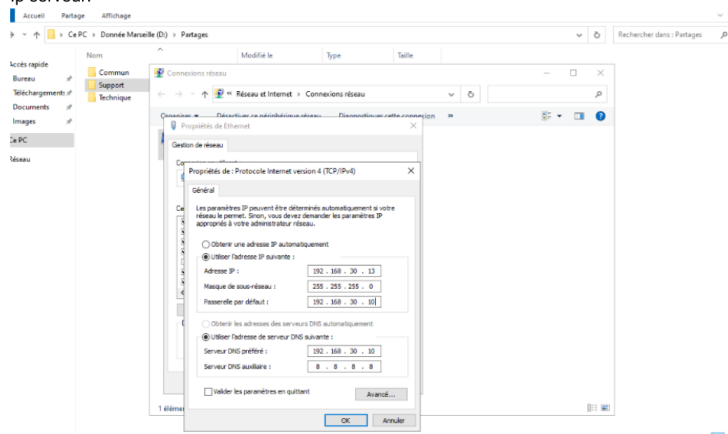 Ip serveur.
Accueil Partage Affichage
Ce PC > Donnée Marseille (D:) > Partages
Rechercher dans : Partages
Nom Modifié le Type Taille
Accès rapide
Bureau
Téléchargements
Documents
Images
Ce PC
Réseau
Commun
Support
Technique
Connexions réseau
« Réseau et Internet > Connexions réseau
Organiser Désactiver ce périphérique réseau Diagnostiquer cette connexion »
Propriétés de Ethernet
Gestion de réseau
Propriétés de : Protocole Internet version 4 (TCP/IPv4)
Général
Les paramètres IP peuvent être déterminés automatiquement si votre
réseau le permet. Sinon, vous devez demander les paramètres IP
appropriés à votre administrateur réseau.
Obtenir une adresse IP automatiquement
Utiliser l'adresse IP suivante :
Adresse IP : 192 . 168 . 30 . 13
Masque de sous-réseau : 255 . 255 . 255 . 0
Passerelle par défaut : 192 . 168 . 30 . 10
Obtenir les adresses des serveurs DNS automatiquement
Utiliser l'adresse de serveur DNS suivante :
Serveur DNS préféré : 192 . 168 . 30 . 10
Serveur DNS auxiliaire : 8 . 8 . 8 . 8
Valider les paramètres en quittant
Avancé...
OK Annuler